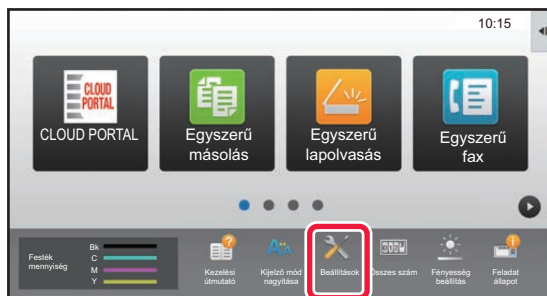 10:15
CLOUD
PORTAL
CLOUD PORTAL
Egyszerű
másolás
Egyszerű
lapolvasás
Egyszerű
fax
Festék
mennyiség
Bk
C
M
Y
Kezelési
útmutató
Kijelző mód
nagyítása
Beállítások
Összes szám
Fényesség
beállítás
Feladat
állapot